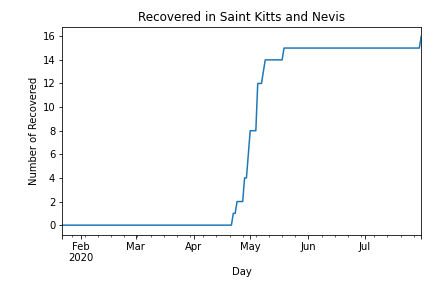 Recovered in Saint Kitts and Nevis
16
14
12
10
8
6
4
2
0
Number of Recovered
Feb Mar Apr May Jun Jul
2020
Day